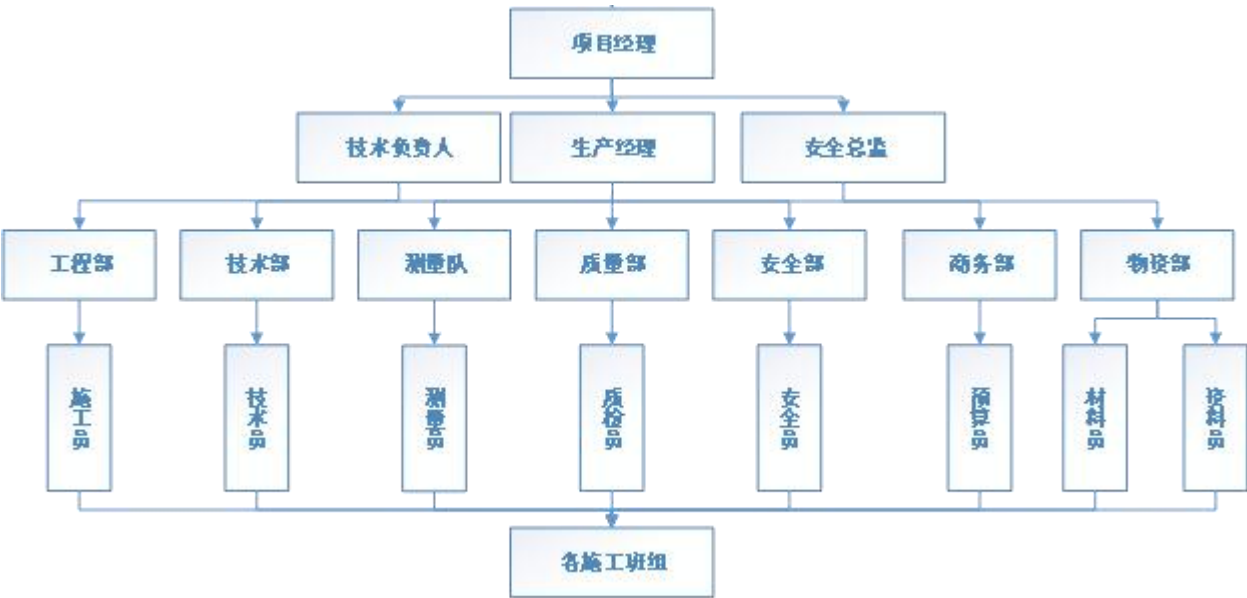 项目经理
技术负责人
生产经理
安全总监
工程部
技术部
测量队
质量部
安全部
商务部
物资部
施工员
技术员
测量员
质检员
安全员
预算员
材料员
资料员
各施工班组